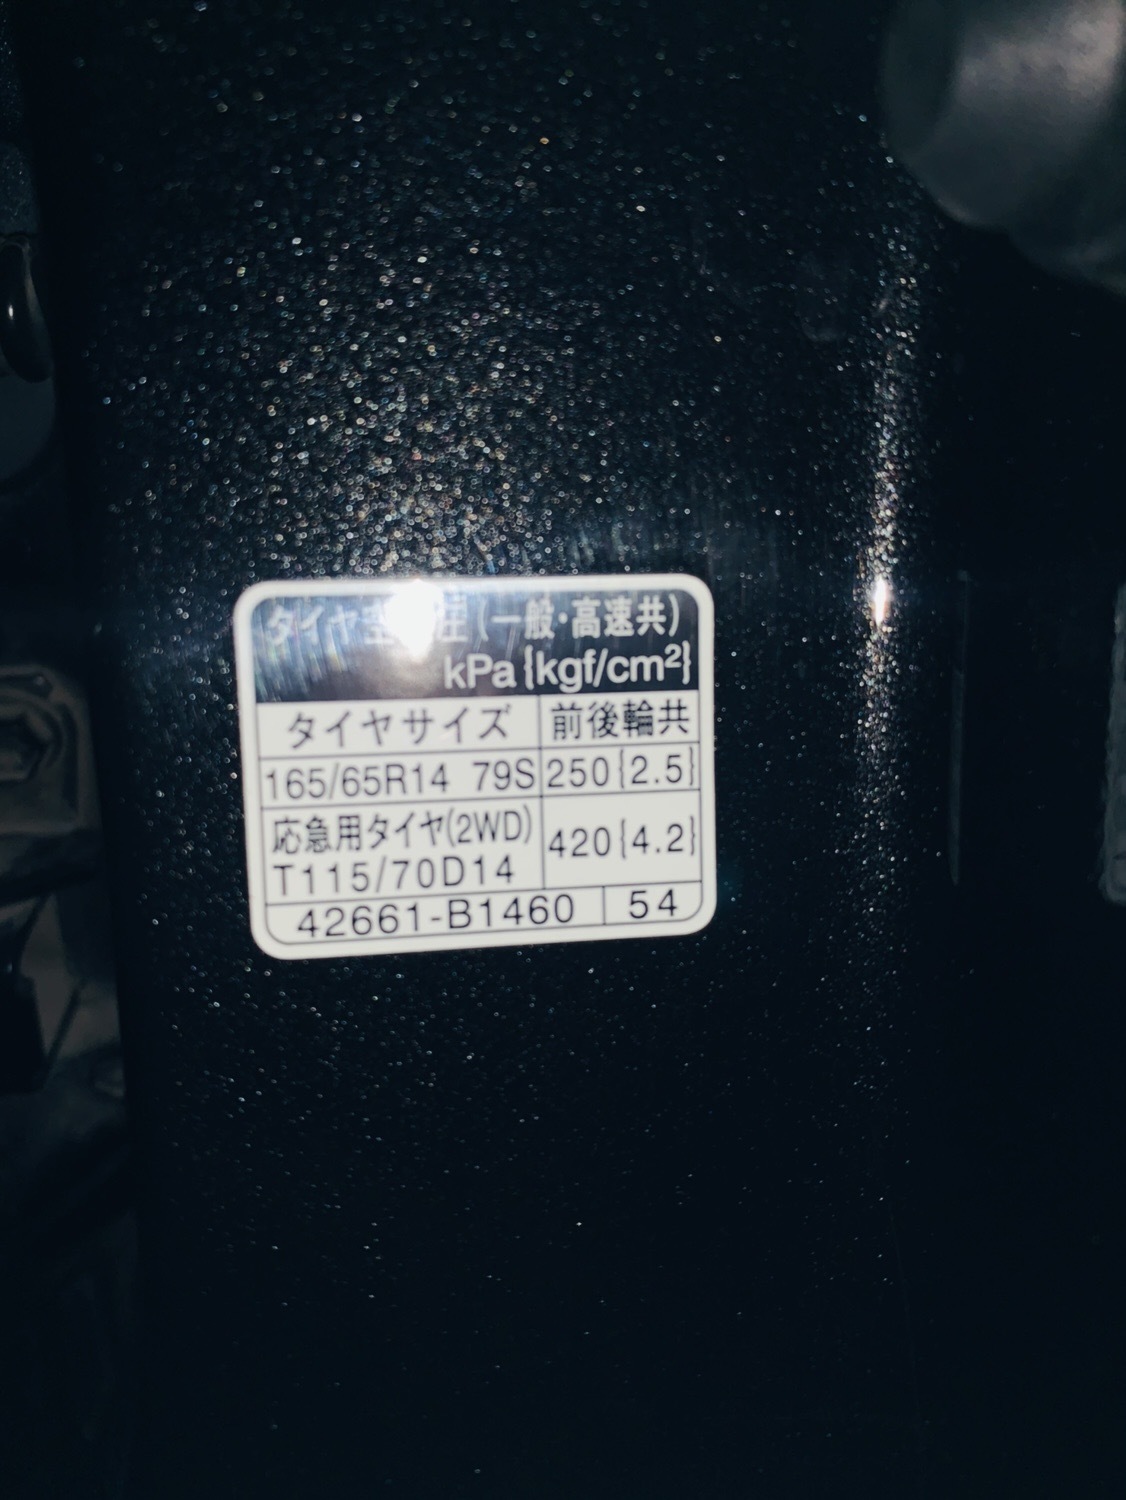 タイヤ空気圧(一般・高速共)
kPa{kgf/cm²}
タイヤサイズ 前後輪共
165/65R14 79S 250{2.5}
応急用タイヤ(2WD)
T115/70D14 420{4.2}
42661-B1460 54